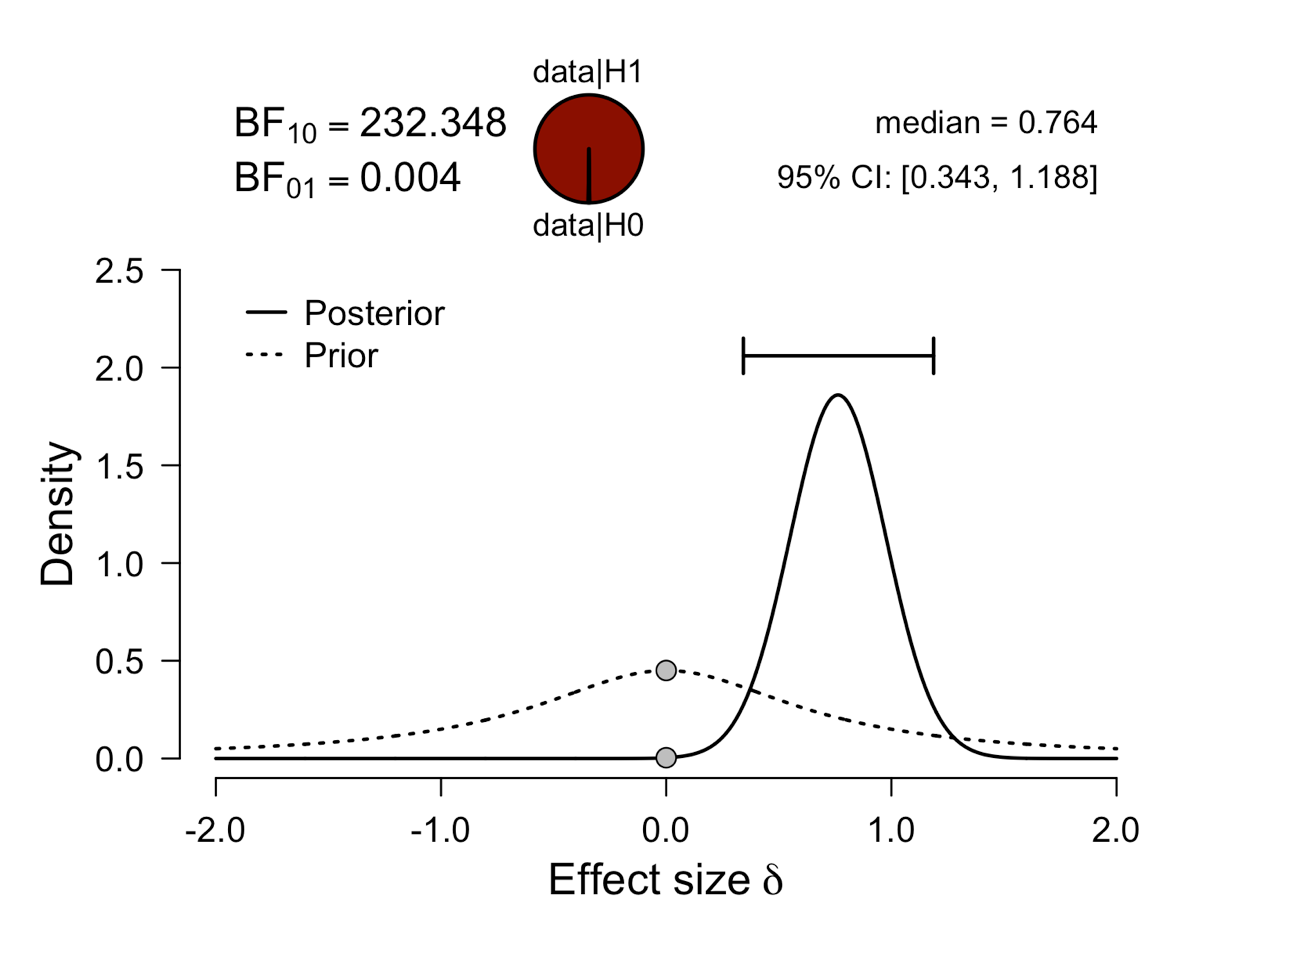 data|H1
BF10 = 232.348
BF01 = 0.004
data|H0
median = 0.764
95% CI: [0.343, 1.188]
Posterior
Prior
2.5
2.0
1.5
1.0
0.5
0.0
Density
-2.0 -1.0 0.0 1.0 2.0
Effect size δ